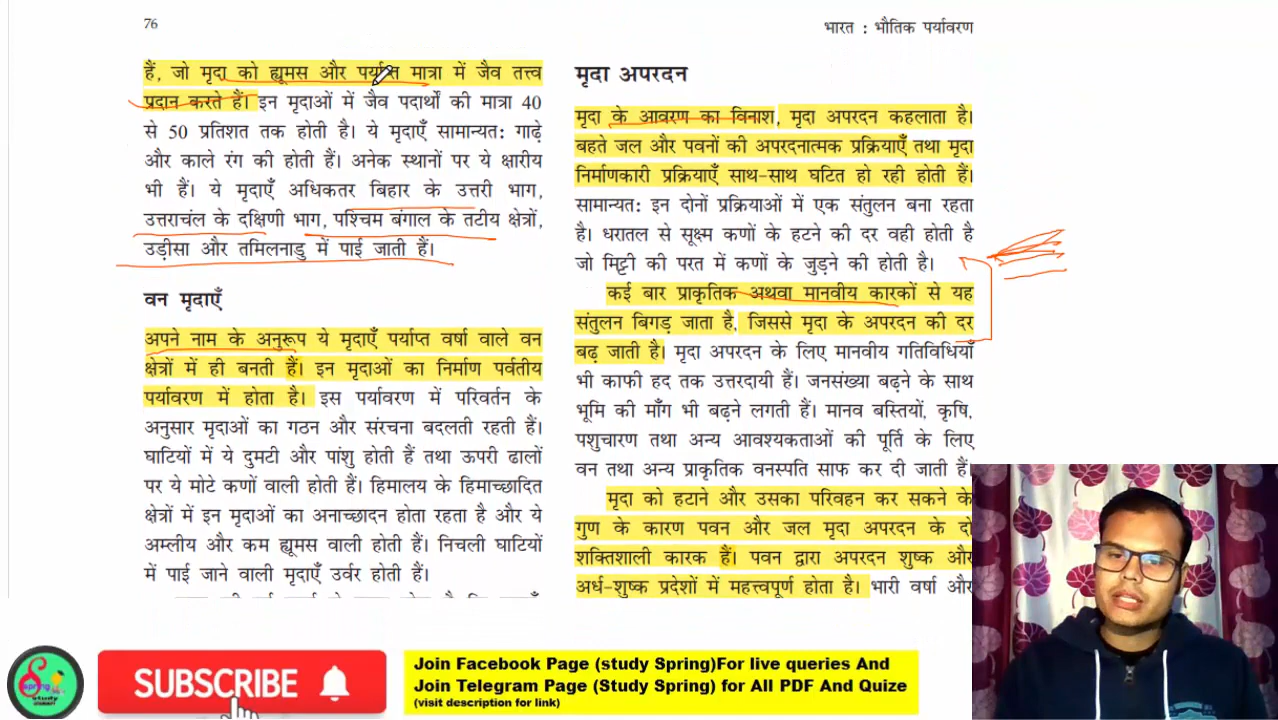 76
भारत : भौतिक पर्यावरण
हैं, जो मृदा को ह्यूमस और पर्याप्त मात्रा में जैव तत्त्व
प्रदान करते हैं। इन मृदाओं में जैव पदार्थों की मात्रा 40
से 50 प्रतिशत तक होती है। ये मृदाएँ सामान्यतः गाढ़े
और काले रंग की होती हैं। अनेक स्थानों पर ये क्षारीय
भी हैं। ये मृदाएँ अधिकतर बिहार के उत्तरी भाग,
उत्तराचंल के दक्षिणी भाग, पश्चिम बंगाल के तटीय क्षेत्रों,
उड़ीसा और तमिलनाडु में पाई जाती हैं।
वन मृदाएँ
अपने नाम के अनुरूप ये मृदाएँ पर्याप्त वर्षा वाले वन
क्षेत्रों में ही बनती हैं। इन मृदाओं का निर्माण पर्वतीय
पर्यावरण में होता है। इस पर्यावरण में परिवर्तन के
अनुसार मृदाओं का गठन और संरचना बदलती रहती हैं।
घाटियों में ये दुमटी और पांशु होती हैं तथा ऊपरी ढालों
पर ये मोटे कणों वाली होती हैं। हिमालय के हिमाच्छादित
क्षेत्रों में इन मृदाओं का अनाच्छादन होता रहता है और ये
अम्लीय और कम ह्यूमस वाली होती हैं। निचली घाटियों
में पाई जाने वाली मृदाएँ उर्वर होती हैं।
मृदा अपरदन
मृदा के आवरण का विनाश, मृदा अपरदन कहलाता है।
बहते जल और पवनों की अपरदनात्मक प्रक्रियाएँ तथा मृदा
निर्माणकारी प्रक्रियाएँ साथ-साथ घटित हो रही होती हैं।
सामान्यतः इन दोनों प्रक्रियाओं में एक संतुलन बना रहता
है। धरातल से सूक्ष्म कणों के हटने की दर वही होती है
जो मिट्टी की परत में कणों के जुड़ने की होती है।
कई बार प्राकृतिक अथवा मानवीय कारकों से यह
संतुलन बिगड़ जाता है, जिससे मृदा के अपरदन की दर
बढ़ जाती है। मृदा अपरदन के लिए मानवीय गतिविधियाँ
भी काफी हद तक उत्तरदायी हैं। जनसंख्या बढ़ने के साथ
भूमि की माँग भी बढ़ने लगती हैं। मानव बस्तियों, कृषि,
पशुचारण तथा अन्य आवश्यकताओं की पूर्ति के लिए
वन तथा अन्य प्राकृतिक वनस्पति साफ कर दी जाती हैं।
मृदा को हटाने और उसका परिवहन कर सकने के
गुण के कारण पवन और जल मृदा अपरदन के दो
शक्तिशाली कारक हैं। पवन द्वारा अपरदन शुष्क और
अर्ध-शुष्क प्रदेशों में महत्त्वपूर्ण होता है। भारी वर्षा और
SUBSCRIBE
Join Facebook Page (study Spring)For live queries And
Join Telegram Page (Study Spring) for All PDF And Quize
(visit description for link)